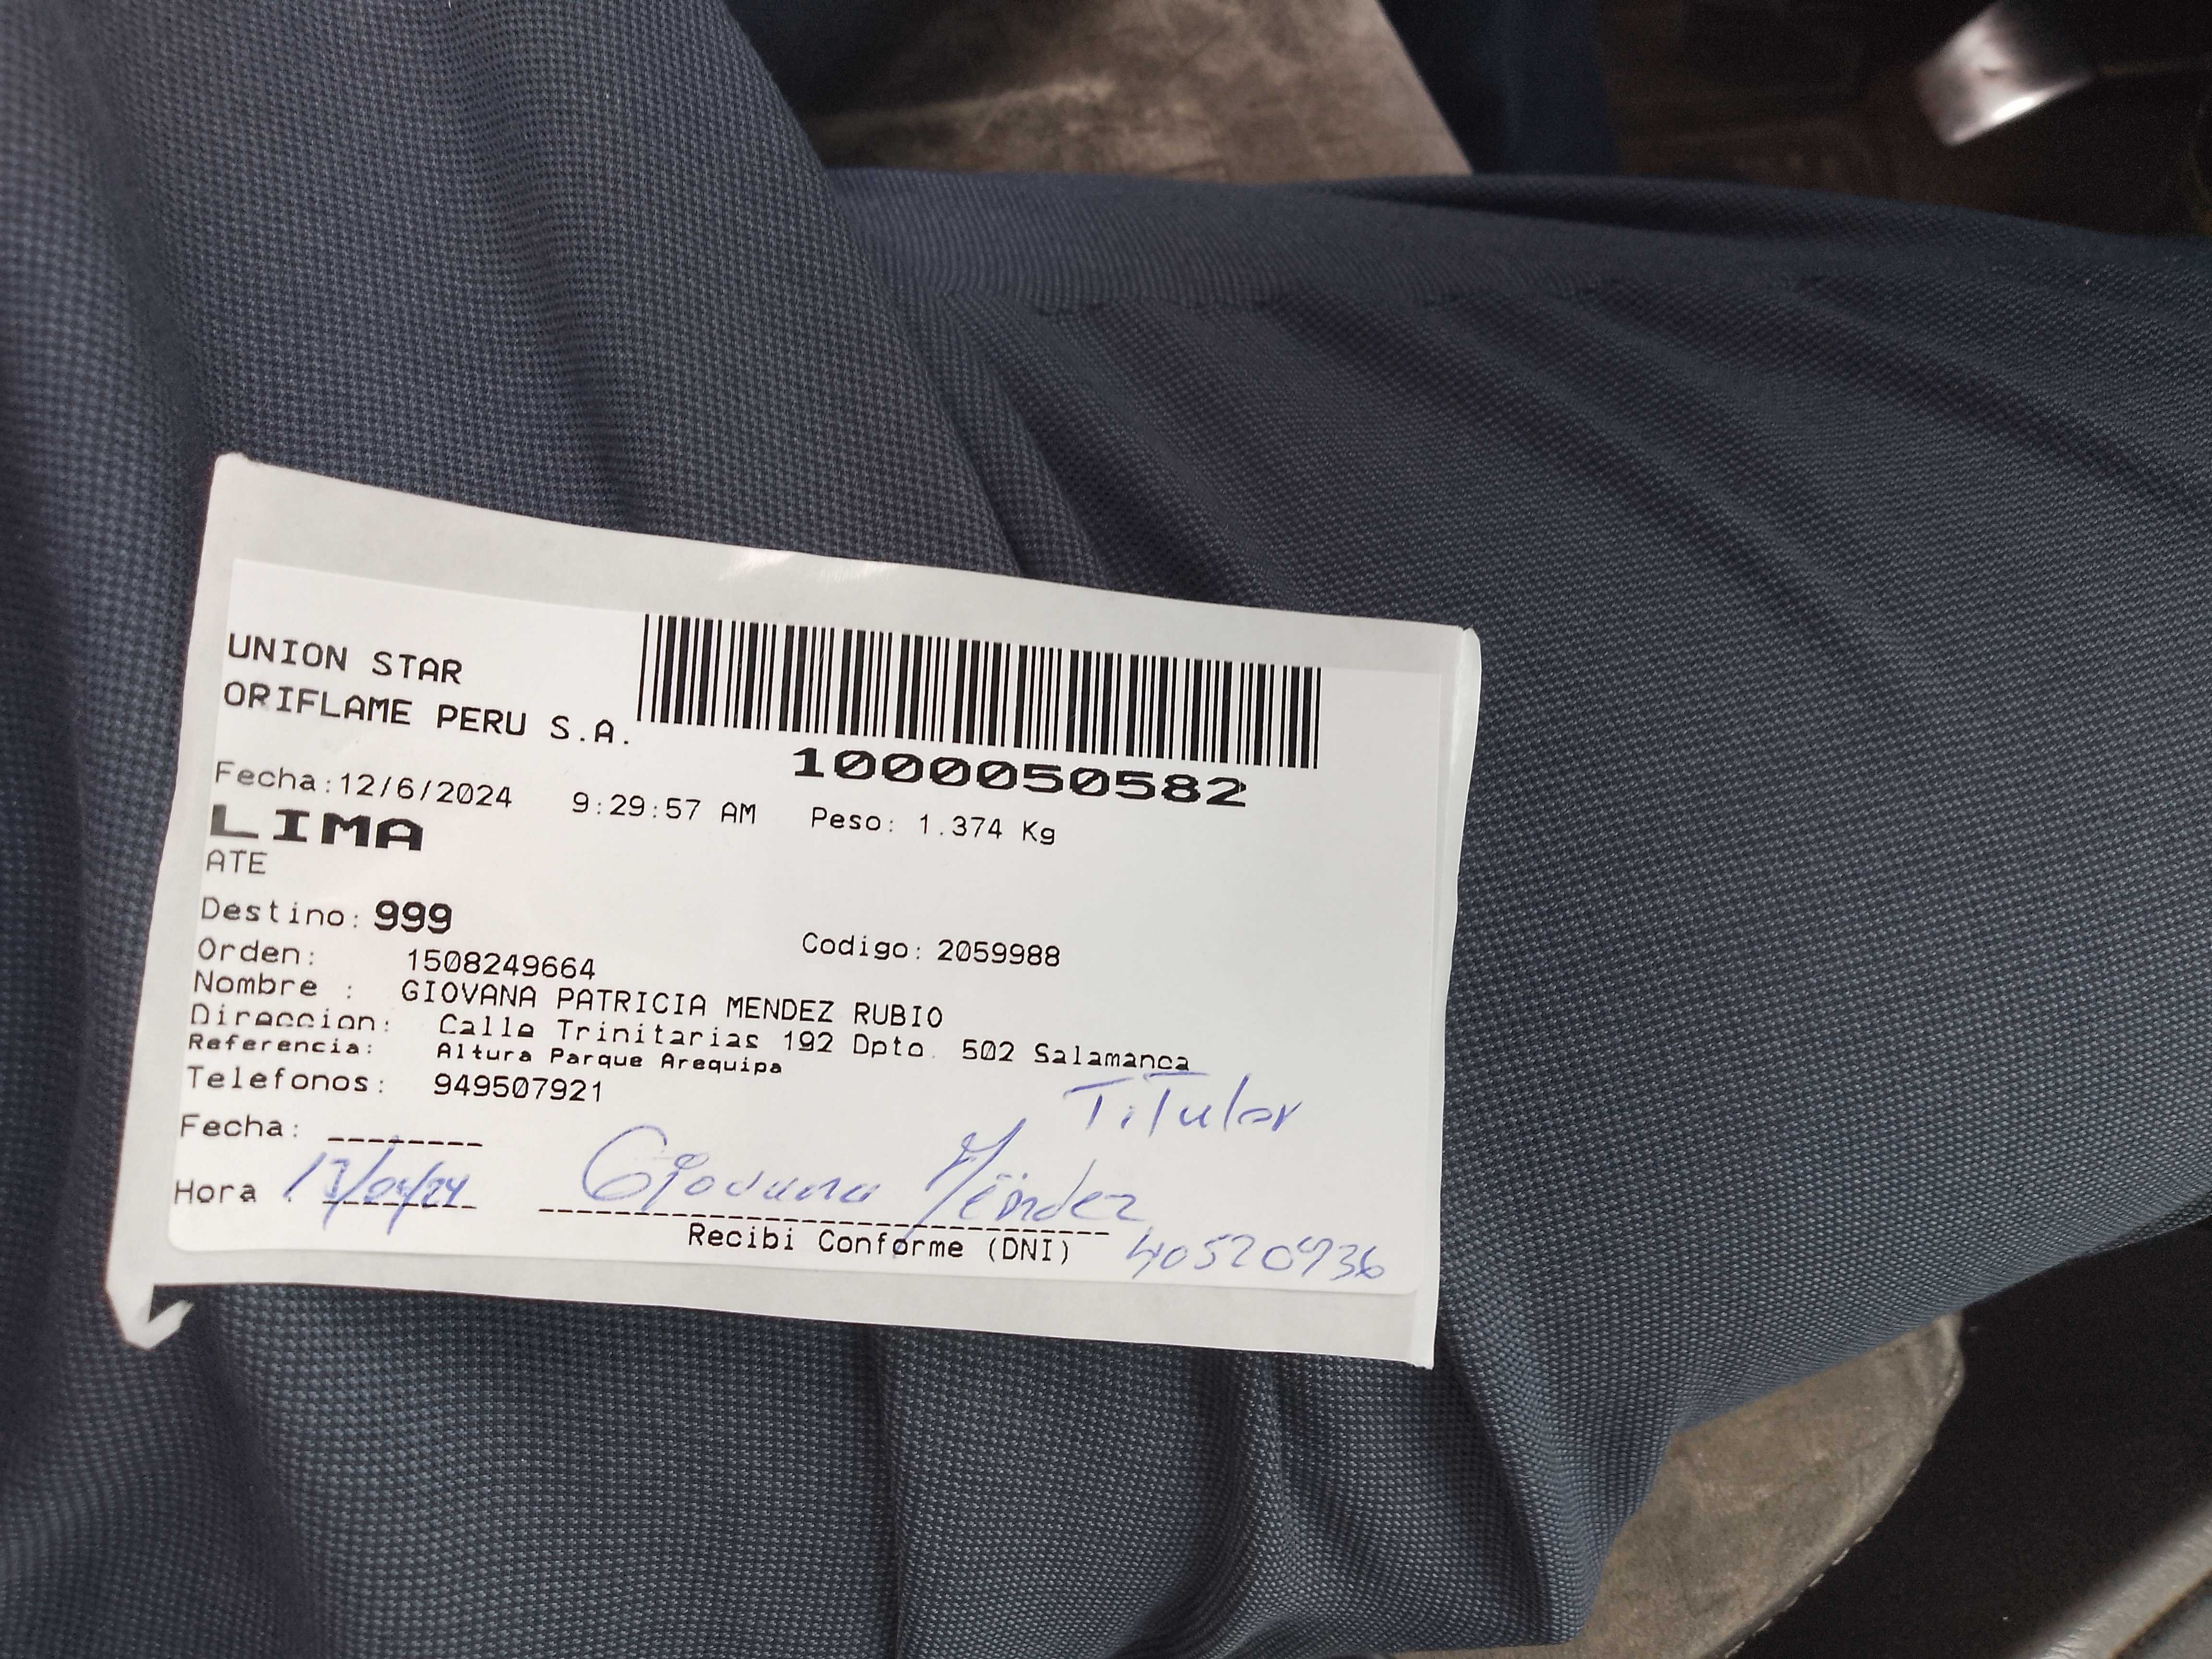 UNION STAR
ORIFLAME PERU S.A.
1000050582
Fecha:12/6/2024 9:29:57 AM Peso: 1.374 Kg
LIMA
ATE
Destino: 999
Codigo: 2059988
Orden: 1508249664
Nombre : GIOVANA PATRICIA MENDEZ RUBIO
Direccion: Calle Trinitarias 192 Dpto. 502 Salamanca
Referencia: Altura Parque Arequipa
Telefonos: 949507921
Titular
Fecha:
Hora Giovana Méndez
Recibi Conforme (DNI)